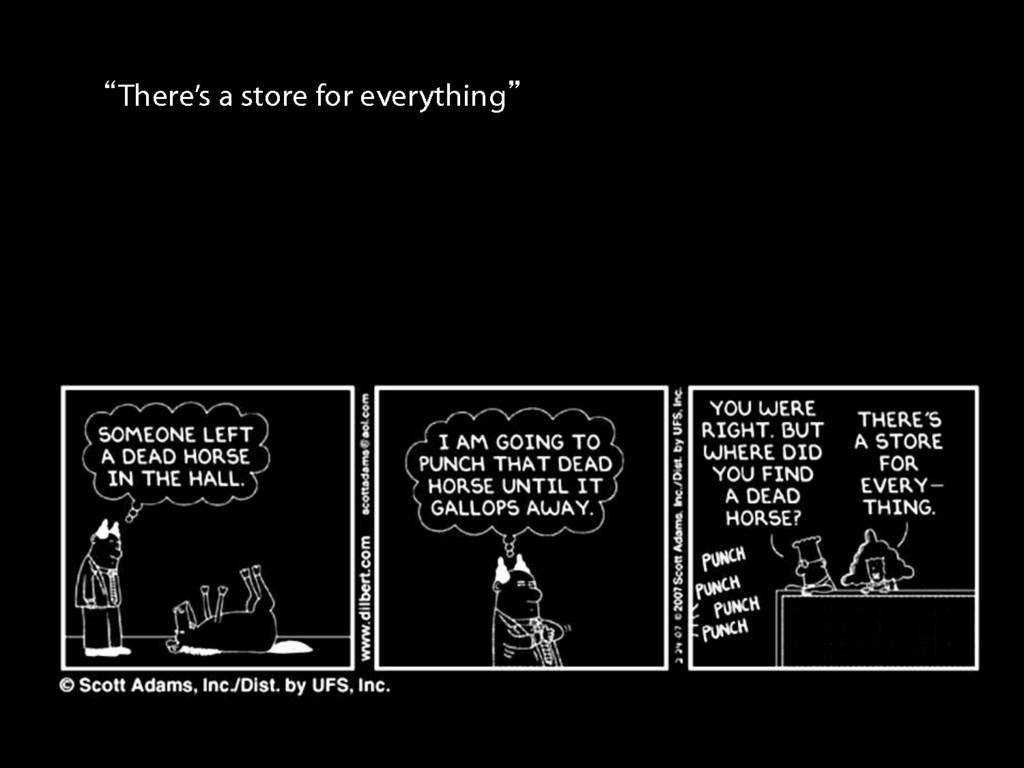 “There’s a store for everything”
SOMEONE LEFT
A DEAD HORSE
IN THE HALL.
www.dilbert.com scottadams@aol.com
I AM GOING TO
PUNCH THAT DEAD
HORSE UNTIL IT
GALLOPS AWAY.
2 24 07 © 2007 Scott Adams, Inc./Dist. by UFS, Inc.
YOU WERE
RIGHT. BUT
WHERE DID
YOU FIND
A DEAD
HORSE?
THERE'S
A STORE
FOR
EVERY–
THING.
PUNCH
PUNCH
PUNCH
PUNCH
© Scott Adams, Inc./Dist. by UFS, Inc.